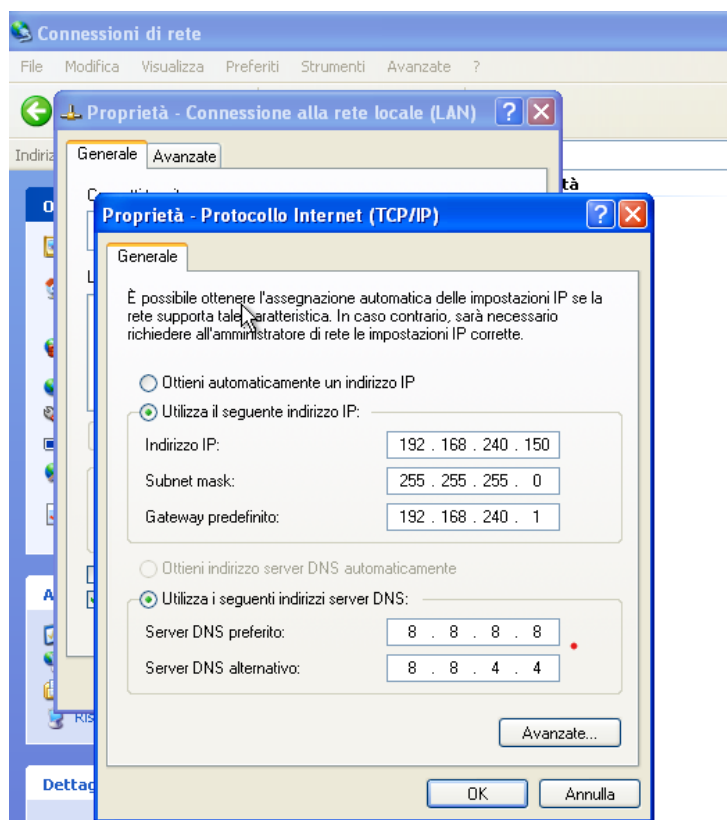 Connessioni di rete
File Modifica Visualizza Preferiti Strumenti Avanzate ?
Proprietà - Connessione alla rete locale (LAN)
Generale Avanzate
Proprietà - Protocollo Internet (TCP/IP)
Generale
È possibile ottenere l'assegnazione automatica delle impostazioni IP se la
rete supporta tale caratteristica. In caso contrario, sarà necessario
richiedere all'amministratore di rete le impostazioni IP corrette.
Ottieni automaticamente un indirizzo IP
Utilizza il seguente indirizzo IP:
Indirizzo IP: 192 . 168 . 240 . 150
Subnet mask: 255 . 255 . 255 . 0
Gateway predefinito: 192 . 168 . 240 . 1
Ottieni indirizzo server DNS automaticamente
Utilizza i seguenti indirizzi server DNS:
Server DNS preferito: 8 . 8 . 8 . 8
Server DNS alternativo: 8 . 8 . 4 . 4
Avanzate...
OK Annulla